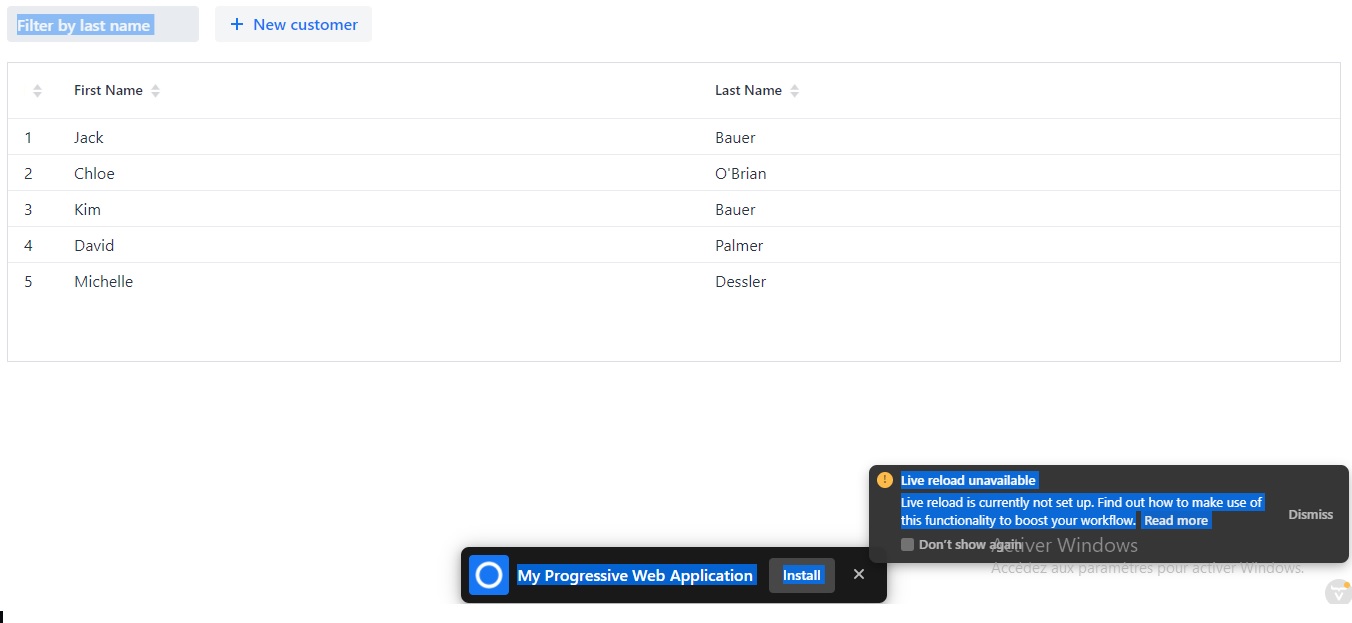 Filter by last name
+ New customer
First Name Last Name
1 Jack Bauer
2 Chloe O'Brian
3 Kim Bauer
4 David Palmer
5 Michelle Dessler
Live reload unavailable
Live reload is currently not set up. Find out how to make use of
this functionality to boost your workflow. Read more
Dismiss
Don't show again
Activer Windows
Accédez aux paramètres pour activer Windows.
My Progressive Web Application Install